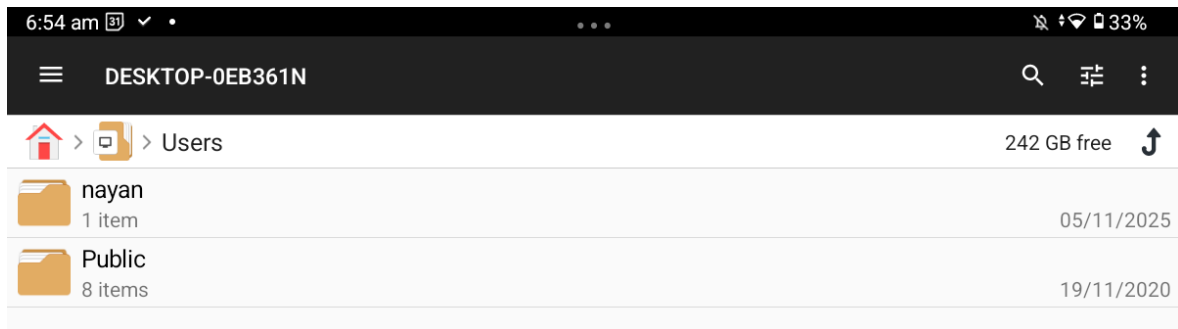 6:54 am 31 33%
DESKTOP-0EB361N
Users 242 GB free
nayan
1 item 05/11/2025
Public
8 items 19/11/2020